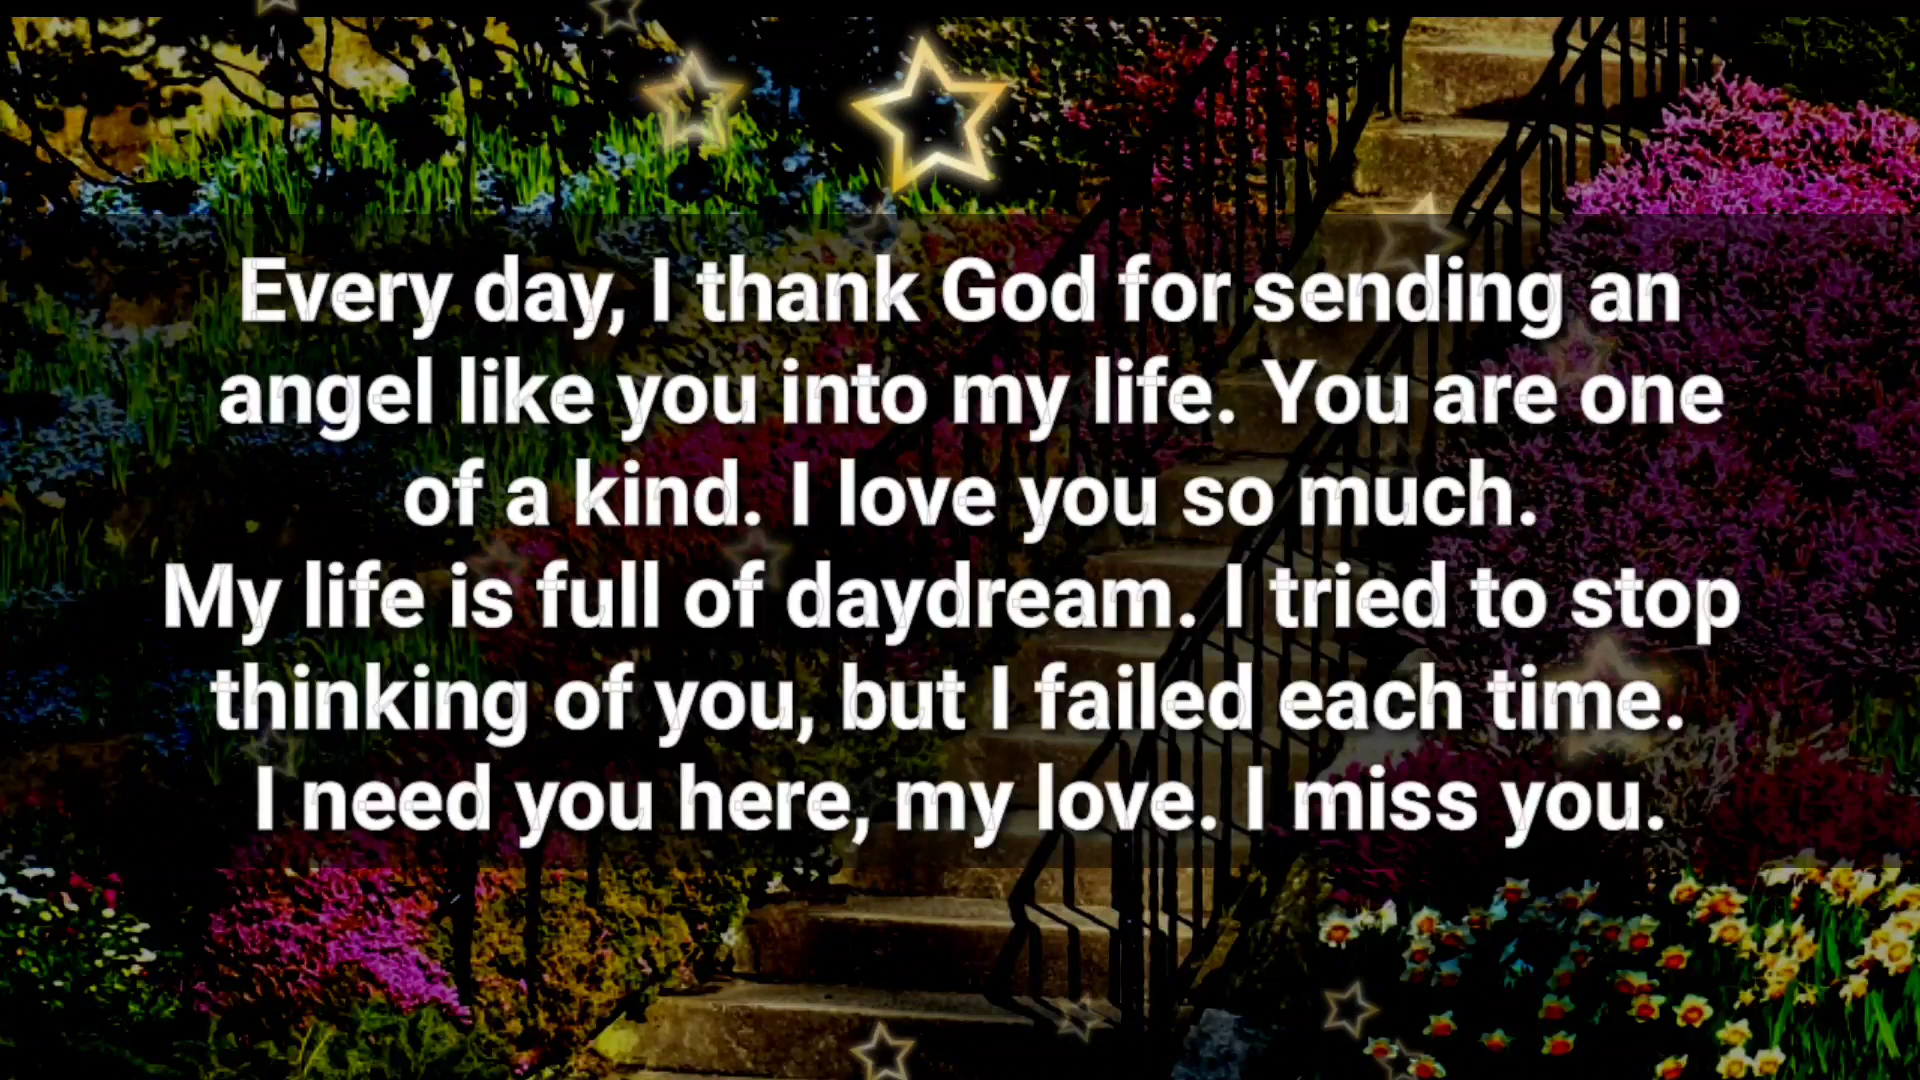 Every day, I thank God for sending an
angel like you into my life. You are one
of a kind. I love you so much.
My life is full of daydream. I tried to stop
thinking of you, but I failed each time.
I need you here, my love. I miss you.